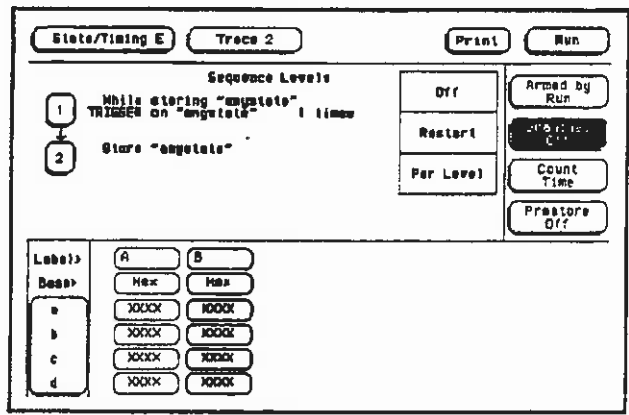 State/Timing E Trace 2 Print Run
Sequence Levels
1 While storing "anystate"
TRIGGER on "anystate" 1 times
2 Store "anystate"
Off
Restart
Per Level
Armed by
Run
Branches
Off
Count
Time
Prestore
Off
Label> A B
Base> Hex Hex
a XXXX XXXX
b XXXX XXXX
c XXXX XXXX
d XXXX XXXX